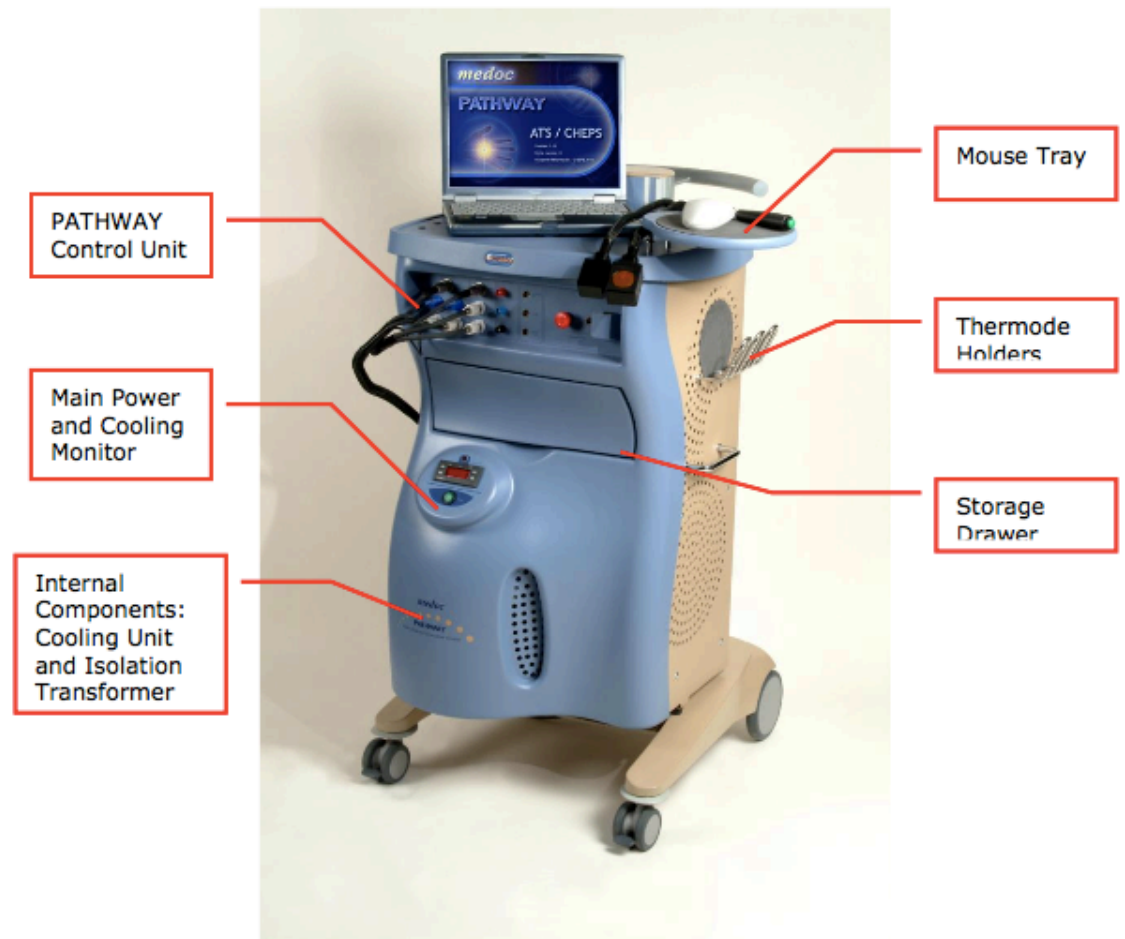 medoc
PATHWAY
ATS / CHEPS
Mouse Tray
PATHWAY
Control Unit
Thermode
Holders
Main Power
and Cooling
Monitor
Storage
Drawer
Internal
Components:
Cooling Unit
and Isolation
Transformer
medoc
PATHWAY